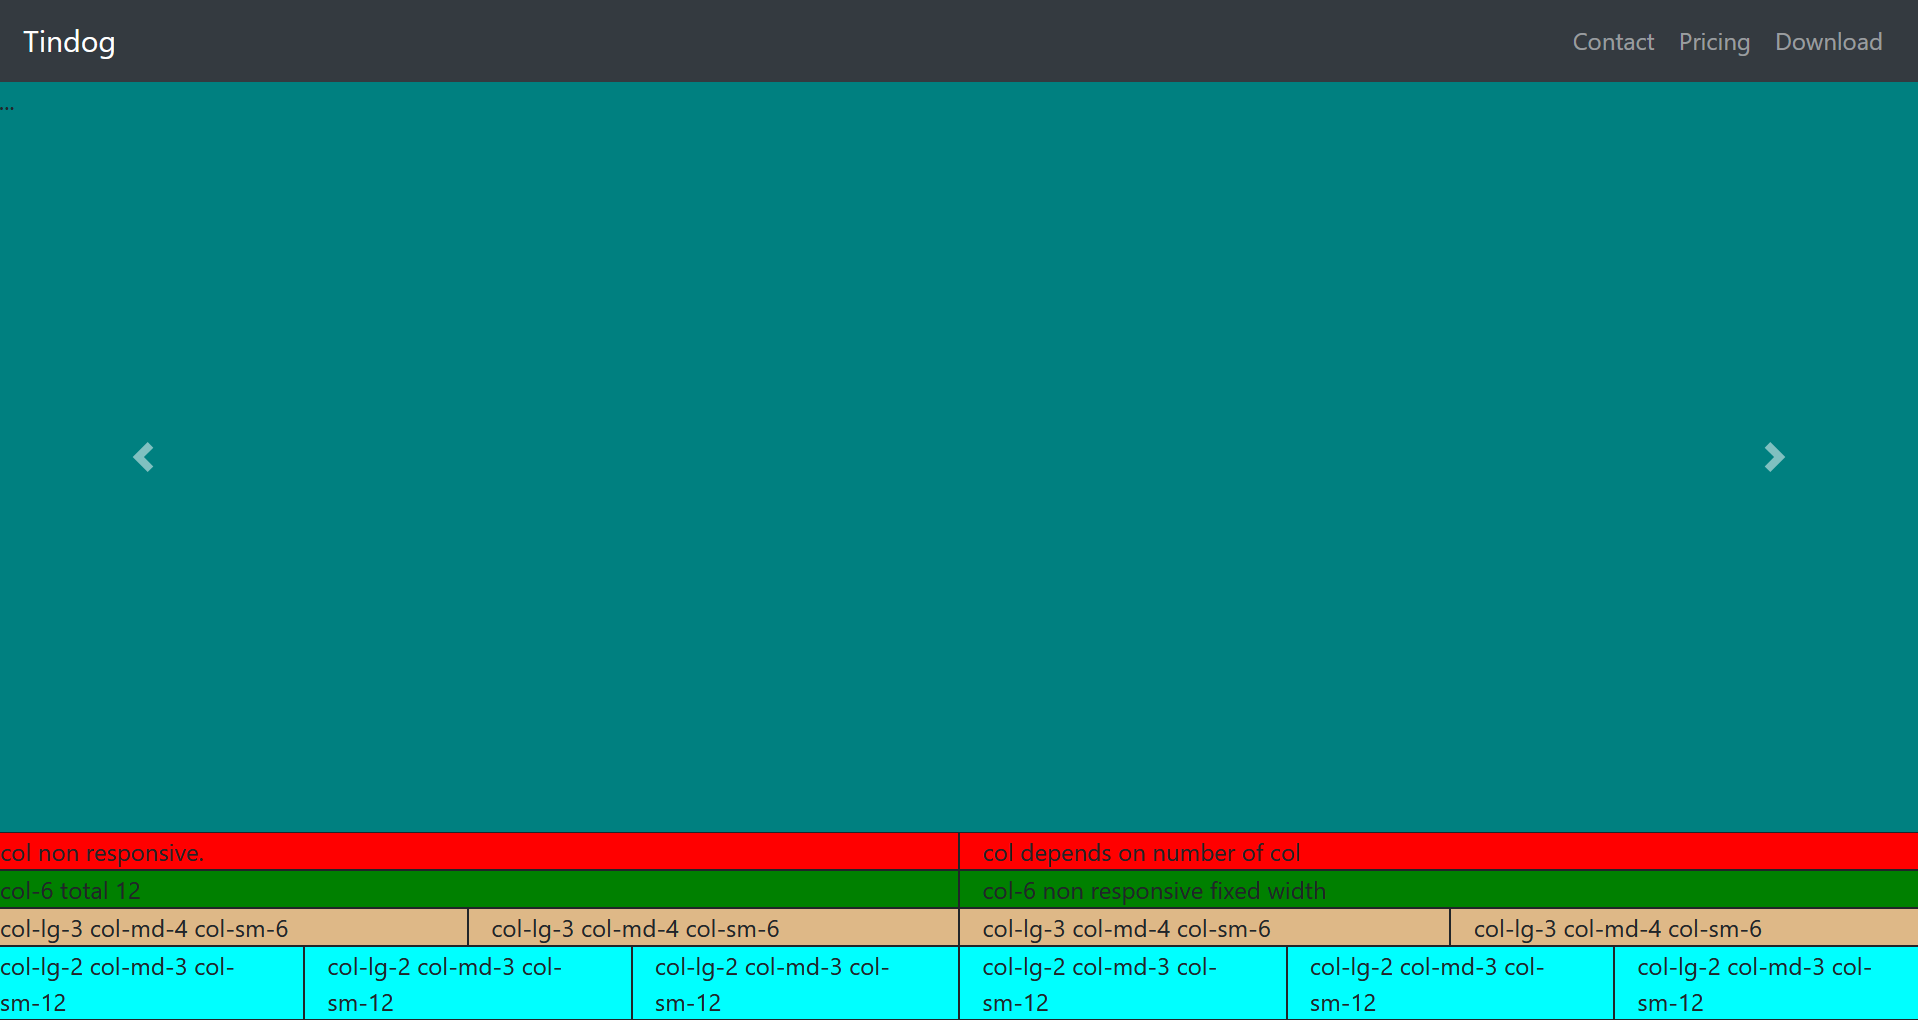 Tindog Contact Pricing Download
...
col non responsive. col depends on number of col
col-6 total 12 col-6 non responsive fixed width
col-lg-3 col-md-4 col-sm-6 col-lg-3 col-md-4 col-sm-6 col-lg-3 col-md-4 col-sm-6 col-lg-3 col-md-4 col-sm-6
col-lg-2 col-md-3 col- col-lg-2 col-md-3 col- col-lg-2 col-md-3 col- col-lg-2 col-md-3 col- col-lg-2 col-md-3 col- col-lg-2 col-md-3 col-
sm-12 sm-12 sm-12 sm-12 sm-12 sm-12